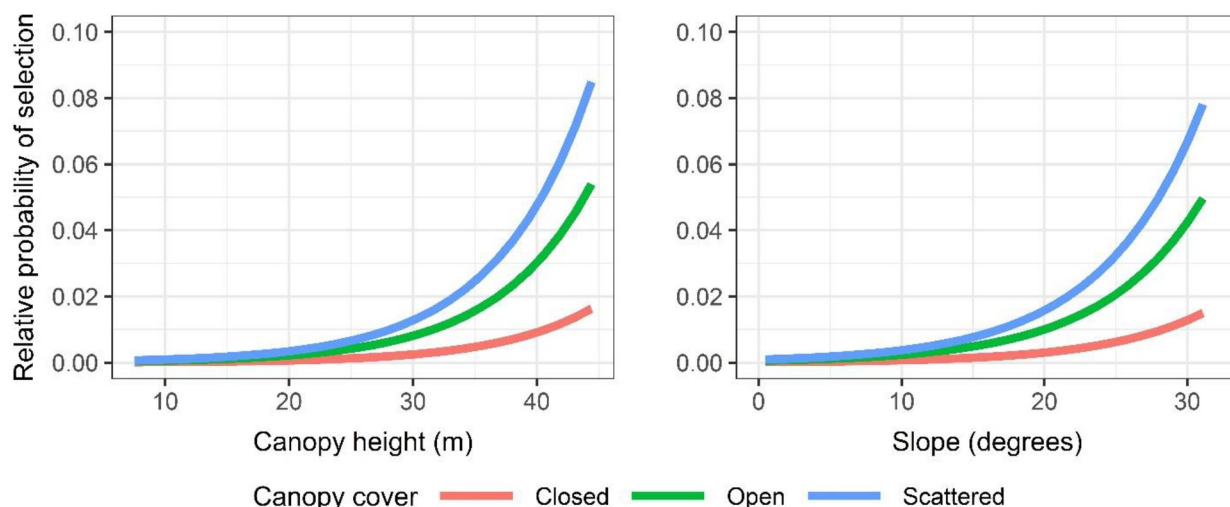 Relative probability of selection
0.10
0.08
0.06
0.04
0.02
0.00
10 20 30 40
Canopy height (m)
0.10
0.08
0.06
0.04
0.02
0.00
0 10 20 30
Slope (degrees)
Canopy cover Closed Open Scattered